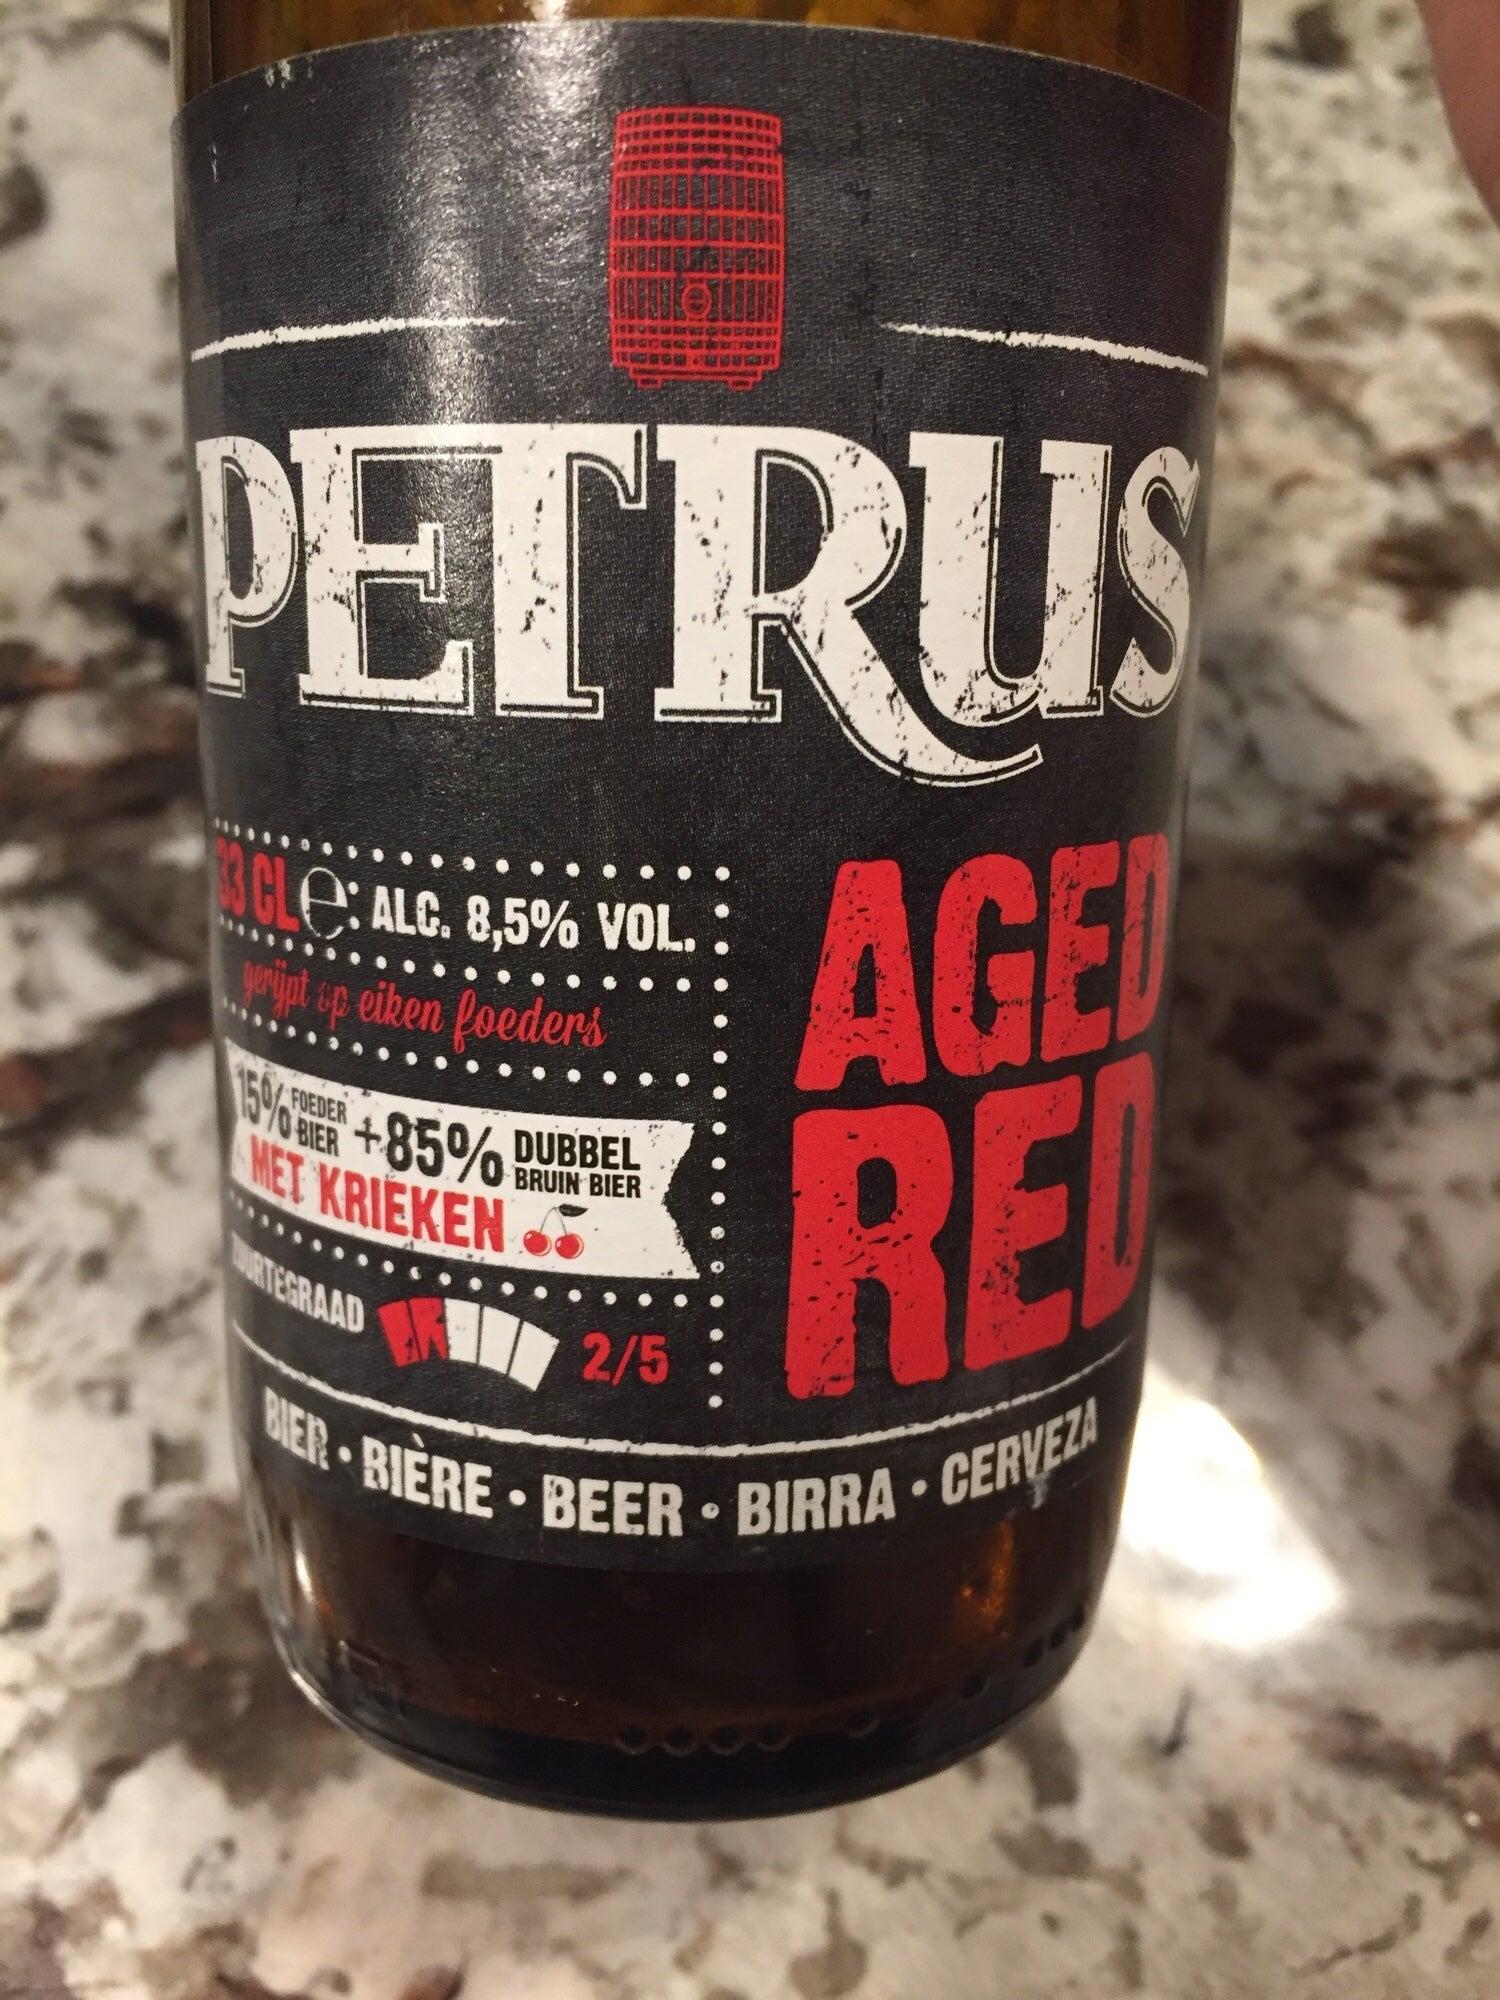 PETRUS
33 CL e ALC. 8,5% VOL.
gerijpt op eiken foeders
15% FOEDER BIER +85% DUBBEL BRUIN BIER
MET KRIEKEN
ZUURTEGRAAD 2/5
AGED
RED
BIER • BIÈRE • BEER • BIRRA • CERVEZA